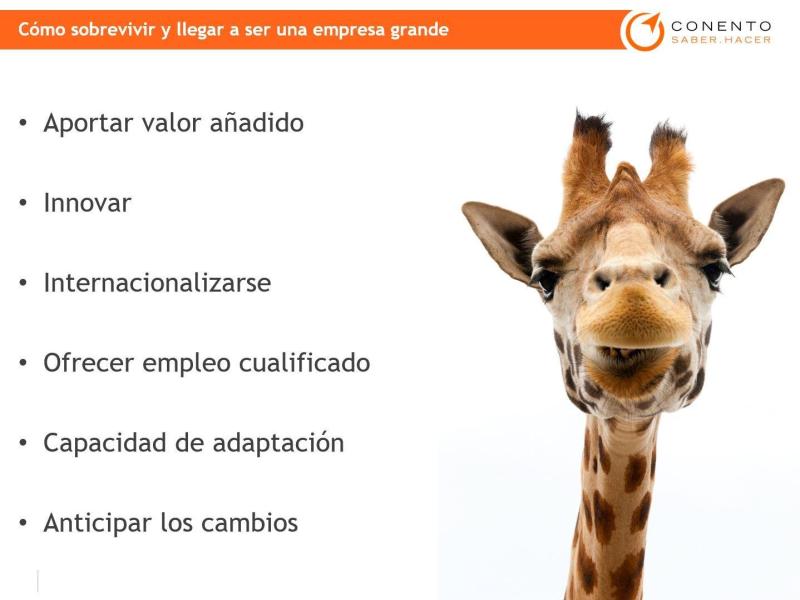 Cómo sobrevivir y llegar a ser una empresa grande
CONENTO
SABER.HACER
• Aportar valor añadido
• Innovar
• Internacionalizarse
• Ofrecer empleo cualificado
• Capacidad de adaptación
• Anticipar los cambios